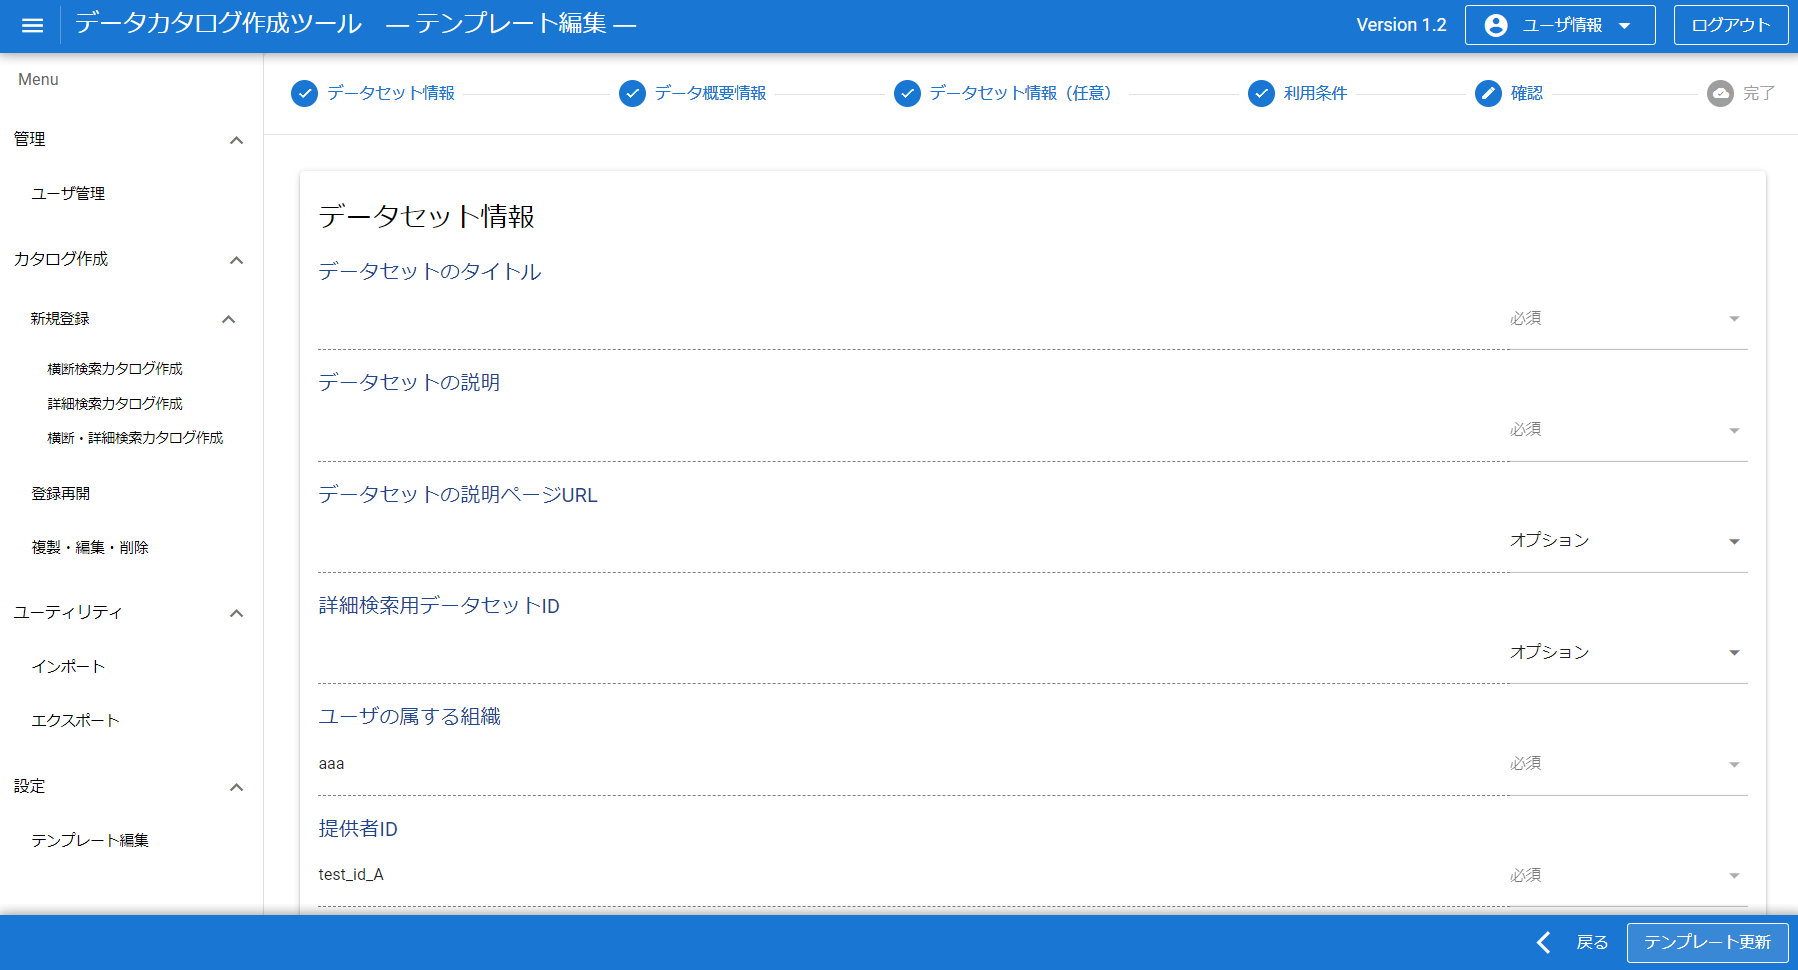 データカタログ作成ツール　― テンプレート編集 ―
Version 1.2
ユーザ情報
ログアウト
Menu
管理
ユーザ管理
カタログ作成
新規登録
横断検索カタログ作成
詳細検索カタログ作成
横断・詳細検索カタログ作成
登録再開
複製・編集・削除
ユーティリティ
インポート
エクスポート
設定
テンプレート編集
データセット情報
データ概要情報
データセット情報（任意）
利用条件
確認
完了
データセット情報
データセットのタイトル
必須
データセットの説明
必須
データセットの説明ページURL
オプション
詳細検索用データセットID
オプション
ユーザの属する組織
aaa
必須
提供者ID
test_id_A
必須
戻る
テンプレート更新